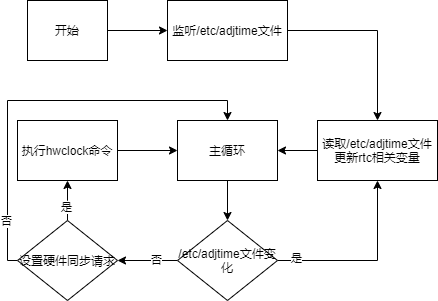 开始
监听/etc/adjtime文件
执行hwclock命令
主循环
读取/etc/adjtime文件
更新rtc相关变量
否
是
设置硬件同步请求
否
/etc/adjtime文件变
化
是